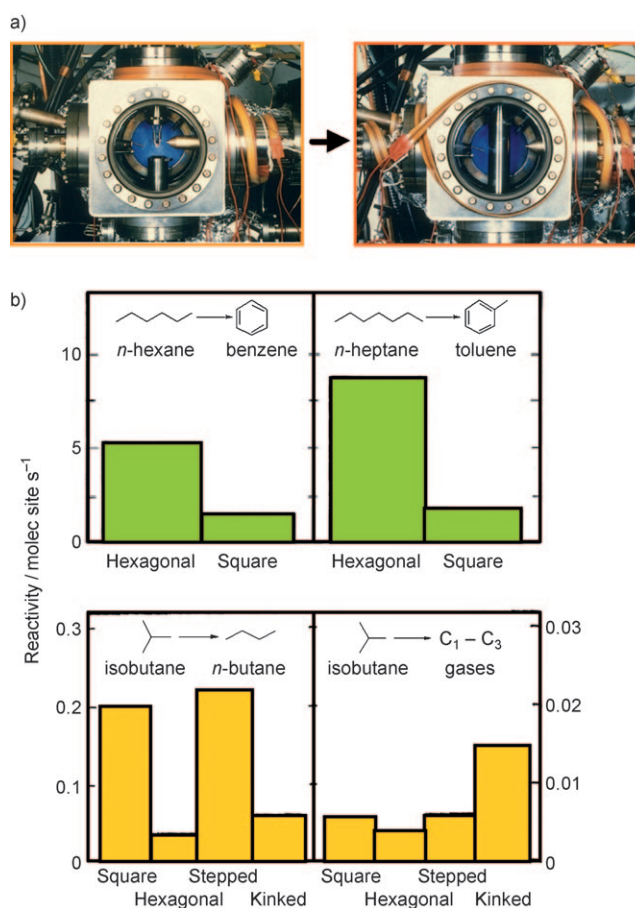 a)
b)
n-hexane benzene
n-heptane toluene
Reactivity / molec site s⁻¹
10
5
0
Hexagonal Square
Hexagonal Square
isobutane n-butane
isobutane C₁ – C₃
gases
0.3
0.2
0.1
0
0.03
0.02
0.01
0
Square Stepped
Hexagonal Kinked
Square Stepped
Hexagonal Kinked